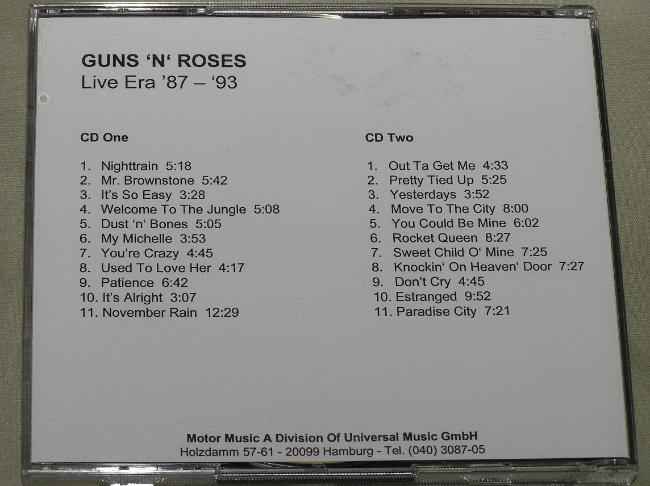 GUNS ‘N‘ ROSES
Live Era ’87 – ‘93
CD One
1. Nighttrain 5:18
2. Mr. Brownstone 5:42
3. It’s So Easy 3:28
4. Welcome To The Jungle 5:08
5. Dust ‘n‘ Bones 5:05
6. My Michelle 3:53
7. You’re Crazy 4:45
8. Used To Love Her 4:17
9. Patience 6:42
10. It’s Alright 3:07
11. November Rain 12:29
CD Two
1. Out Ta Get Me 4:33
2. Pretty Tied Up 5:25
3. Yesterdays 3:52
4. Move To The City 8:00
5. You Could Be Mine 6:02
6. Rocket Queen 8:27
7. Sweet Child O‘ Mine 7:25
8. Knockin‘ On Heaven‘ Door 7:27
9. Don’t Cry 4:45
10. Estranged 9:52
11. Paradise City 7:21
Motor Music A Division Of Universal Music GmbH
Holzdamm 57-61 - 20099 Hamburg - Tel. (040) 3087-05